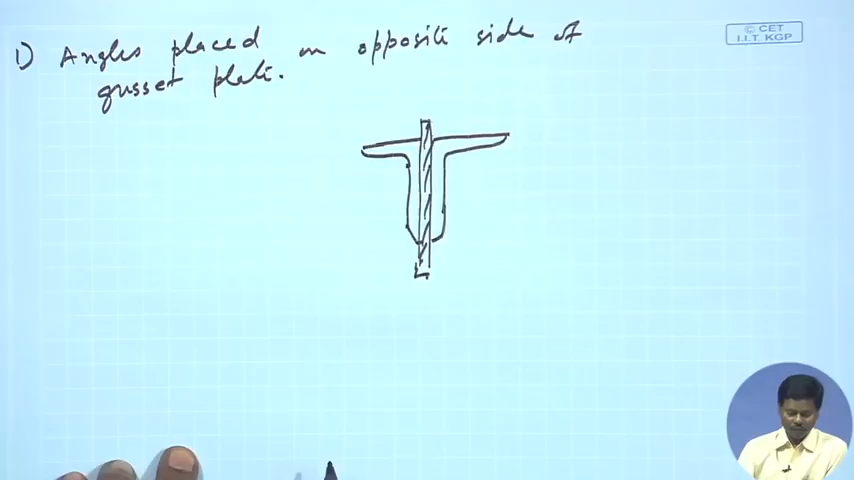 1) Angles placed on opposite side of
gusset plate.
© CET
I.I.T. KGP